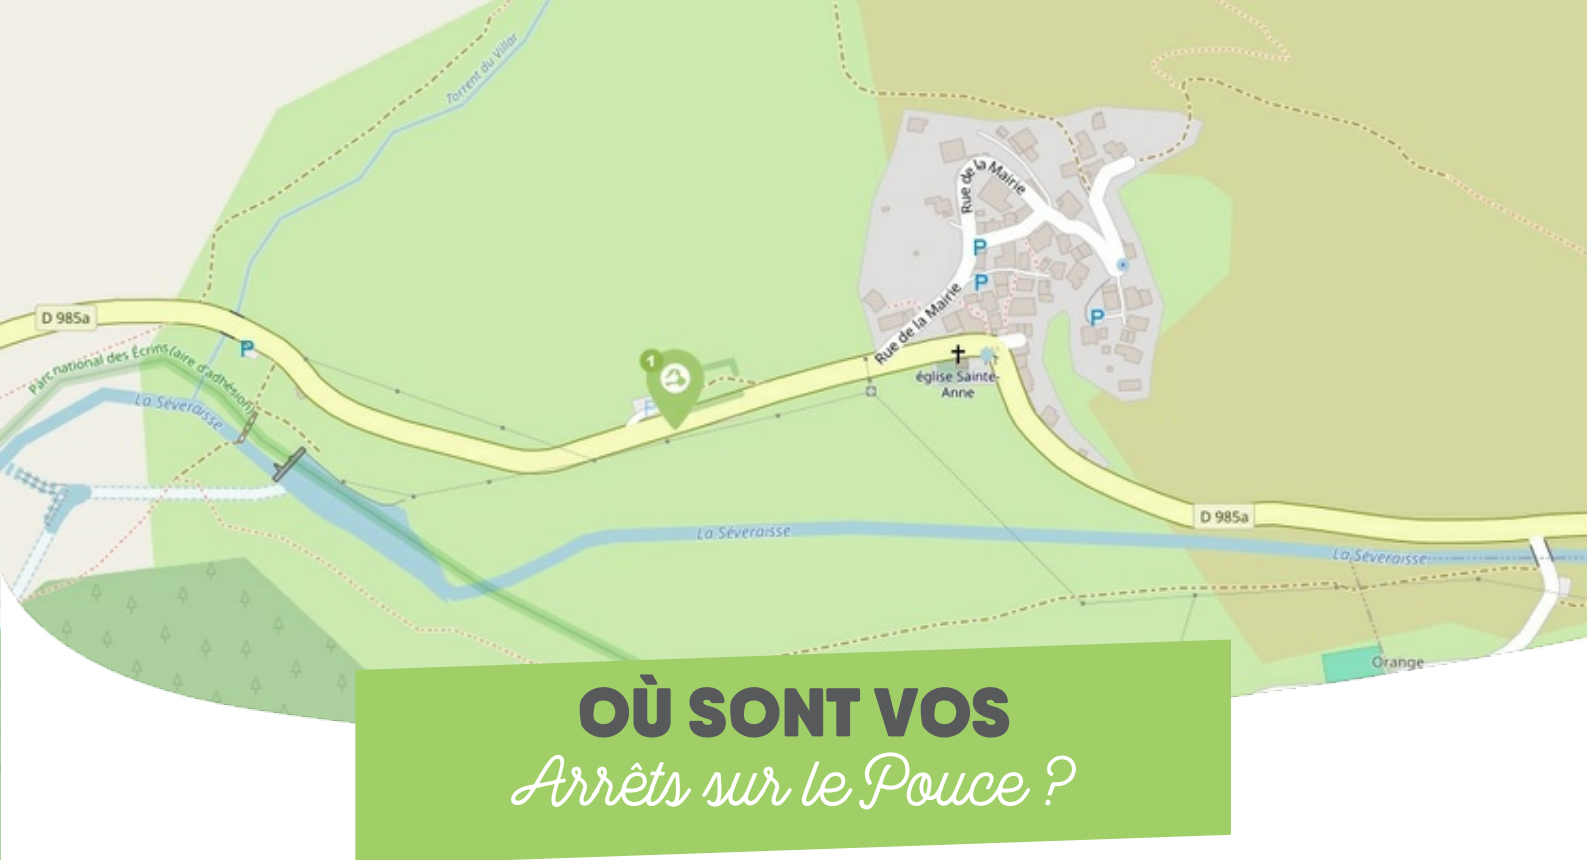 Torrent du Villar
Rue de la Mairie
P
P
P
Rue de la Mairie
D 985a
P
Parc national des Écrins (aire d'adhésion)
1
P
église Sainte-
Anne
La Séveraisse
D 985a
La Séveraisse
La Séveraisse
Orange
OÙ SONT VOS
Arrêts sur le Pouce ?